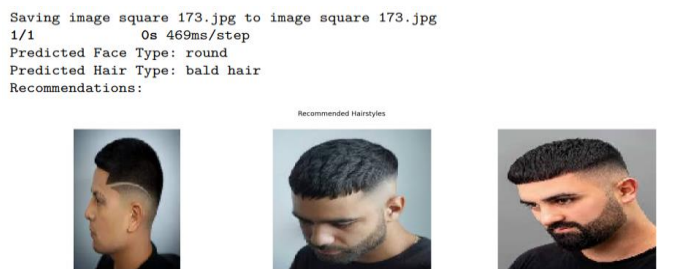 Saving image square 173.jpg to image square 173.jpg
1/1 0s 469ms/step
Predicted Face Type: round
Predicted Hair Type: bald hair
Recommendations:
Recommended Hairstyles